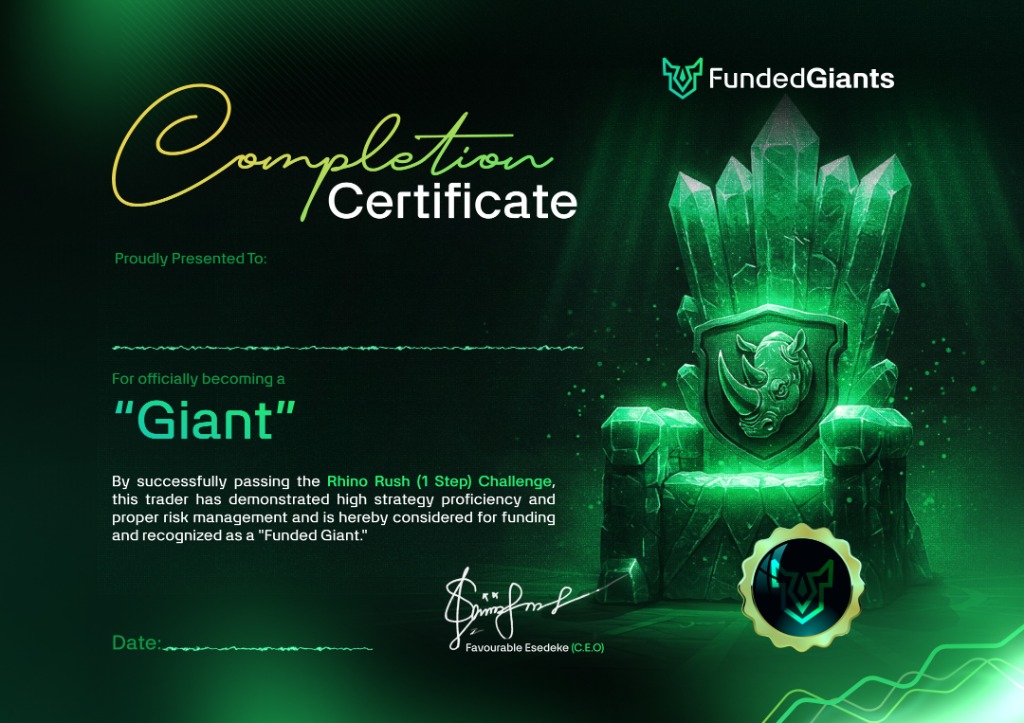 FundedGiants
Completion
Certificate
Proudly Presented To:
For officially becoming a
“Giant”
By successfully passing the Rhino Rush (1 Step) Challenge,
this trader has demonstrated high strategy proficiency and
proper risk management and is hereby considered for funding
and recognized as a "Funded Giant."
Date:
Favourable Esedeke (C.E.O)